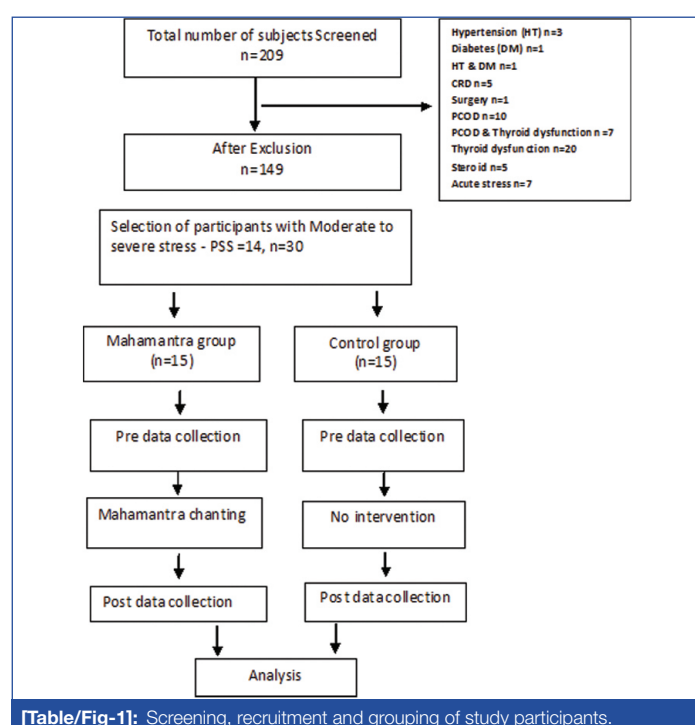 Total number of subjects Screened
n=209
Hypertension (HT) n=3
Diabetes (DM) n=1
HT & DM n=1
CRD n=5
Surgery n=1
PCOD n=10
PCOD & Thyroid dysfunction n =7
Thyroid dysfunction n=20
Steroid n=5
Acute stress n=7
After Exclusion
n=149
Selection of participants with Moderate to
severe stress - PSS =14, n=30
Mahamantra group
(n=15)
Control group
(n=15)
Pre data collection
Pre data collection
Mahamantra chanting
No intervention
Post data collection
Post data collection
Analysis
[Table/Fig-1]: Screening, recruitment and grouping of study participants.